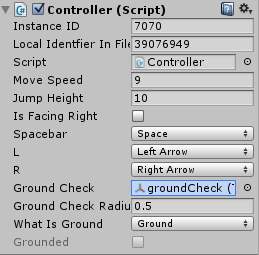 Controller (Script)
Instance ID 7070
Local Identfier In File 39076949
Script Controller
Move Speed 9
Jump Height 10
Is Facing Right
Spacebar Space
L Left Arrow
R Right Arrow
Ground Check groundCheck (T
Ground Check Radiu 0.5
What Is Ground Ground
Grounded